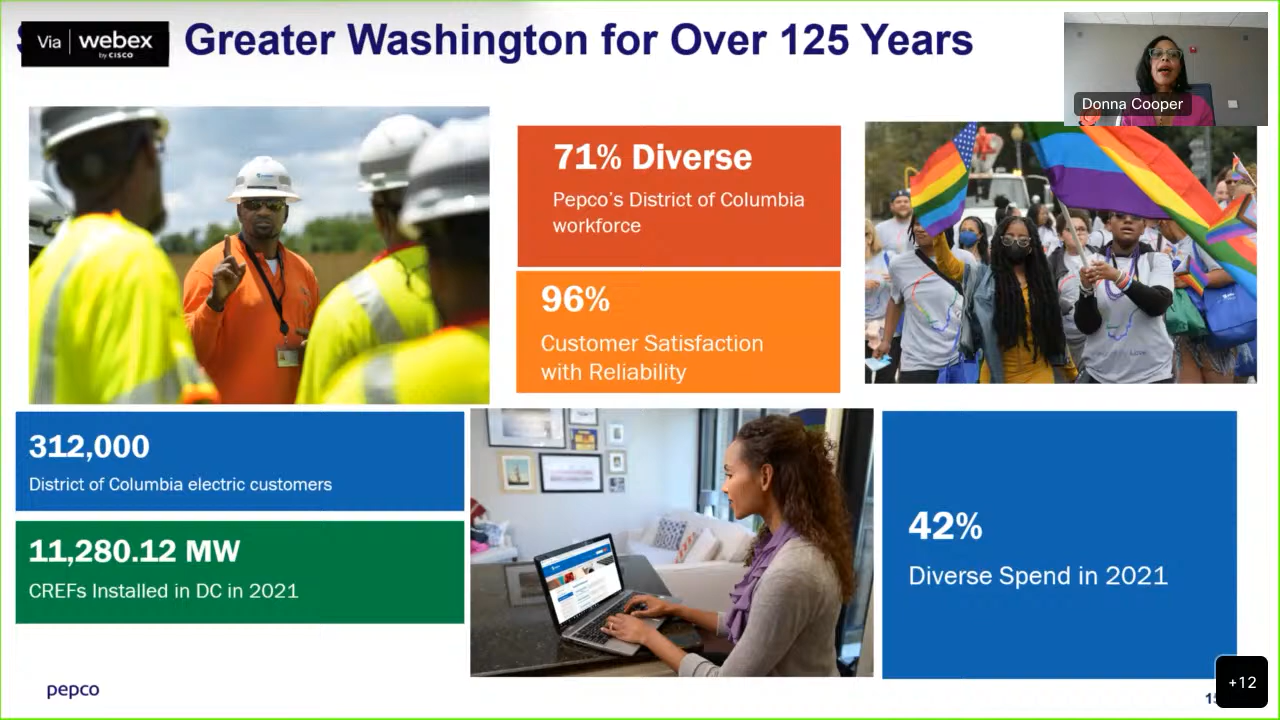 Via webex
by CISCO
Greater Washington for Over 125 Years
Donna Cooper
71% Diverse
Pepco's District of Columbia
workforce
96%
Customer Satisfaction
with Reliability
312,000
District of Columbia electric customers
11,280.12 MW
CREFs Installed in DC in 2021
42%
Diverse Spend in 2021
pepco
+12